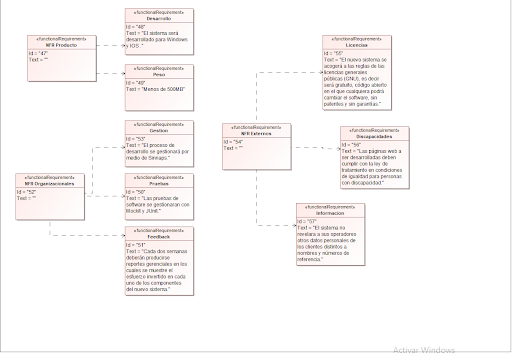 «functionalRequirement»
Desarrollo
Id = "48"
Text = "El sistema será
desarrollado para Windows
y IOS."
«functionalRequirement»
NFR Producto
Id = "47"
Text = ""
«functionalRequirement»
Peso
Id = "49"
Text = "Menos de 500MB"
«functionalRequirement»
Gestion
Id = "53"
Text = "El proceso de
desarrollo se gestionará por
medio de
«functionalRequirement»
NFR Organizacionales
Id = "52"
Text = ""
«functionalRequirement»
Pruebas
Id = "50"
Text = "Las pruebas de
software se gestionaran con
y JUnit."
«functionalRequirement»
Feedback
Id = "51"
Text = "Cada dos semanas
deberán producirse
reportes gerenciales en los
cuales se muestre el
esfuerzo invertido en cada
uno de los componentes
del nuevo sistema."
«functionalRequirement»
Licencias
Id = "55"
Text = "El nuevo sistema se
acogerá a las reglas de las
licencias generales
públicas (GNU), es decir
será gratuito, código abierto
en el que cualquiera podrá
cambiar el software, sin
patentes y sin garantías."
«functionalRequirement»
NFR Externos
Id = "54"
Text = ""
«functionalRequirement»
Discapacidades
Id = "56"
Text = "Las páginas web a
ser desarrolladas deben
cumplir con la ley de
tratamiento en condiciones
de igualdad para personas
con discapacidad."
«functionalRequirement»
Informacion
Id = "57"
Text = "El sistema no
revelara a sus operadores
otros datos personales de
los clientes distintos a
nombres y números de
referencia."
Activar Windows